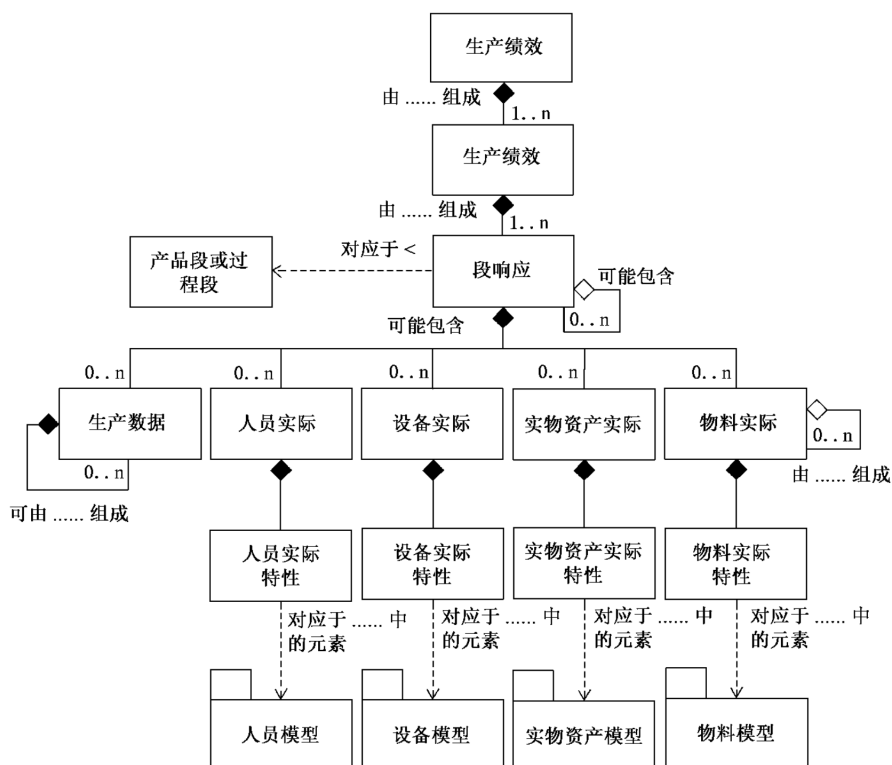 生产绩效
由 ...... 组成
1..n
生产绩效
由 ...... 组成
1..n
产品段或过
程段
对应于 <
段响应
可能包含
0..n
可能包含
0..n
0..n
0..n
0..n
0..n
生产数据
人员实际
设备实际
实物资产实际
物料实际
0..n
0..n
可由 ...... 组成
由 ...... 组成
人员实际
特性
设备实际
特性
实物资产实际
特性
物料实际
特性
对应于 ...... 中
的元素
对应于 ...... 中
的元素
对应于 ...... 中
的元素
对应于 ...... 中
的元素
人员模型
设备模型
实物资产模型
物料模型